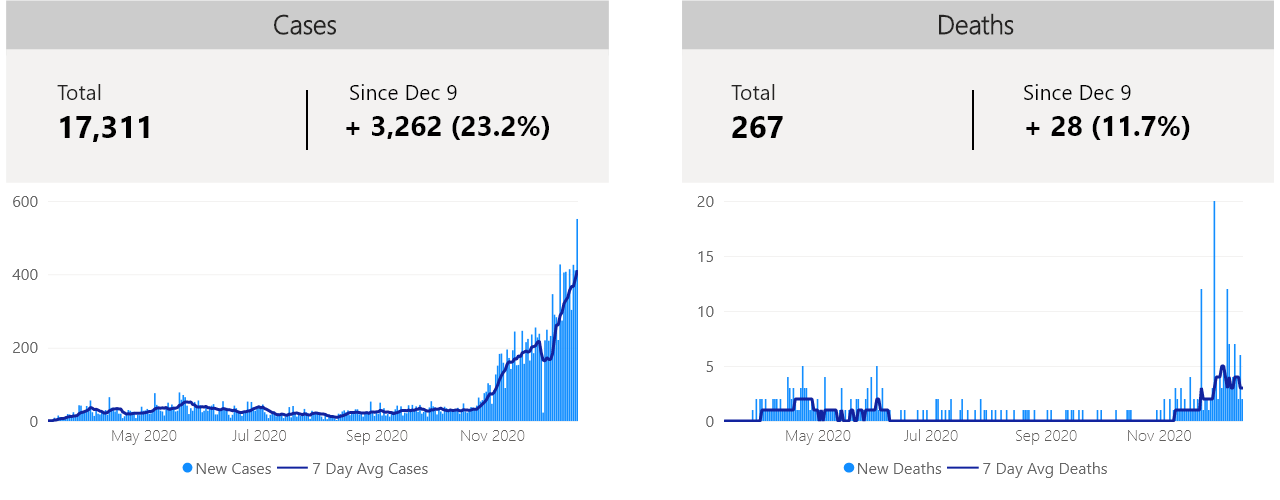 Cases
Total
17,311
Since Dec 9
+ 3,262 (23.2%)
600
400
200
0
May 2020
Jul 2020
Sep 2020
Nov 2020
New Cases
7 Day Avg Cases
Deaths
Total
267
Since Dec 9
+ 28 (11.7%)
20
15
10
5
0
May 2020
Jul 2020
Sep 2020
Nov 2020
New Deaths
7 Day Avg Deaths